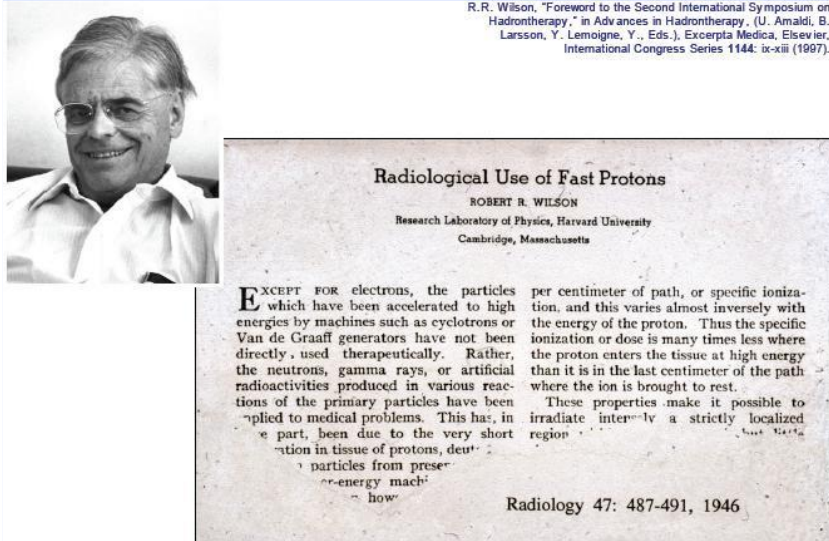 R.R. Wilson, "Foreword to the Second International Symposium on
Hadrontherapy," in Advances in Hadrontherapy, (U. Amaldi, B.
Larsson, Y. Lemoigne, Y., Eds.), Excerpta Medica, Elsevier,
International Congress Series 1144: ix-xiii (1997).
Radiological Use of Fast Protons
ROBERT R. WILSON
Research Laboratory of Physics, Harvard University
Cambridge, Massachusetts
EXCEPT FOR electrons, the particles
which have been accelerated to high
energies by machines such as cyclotrons or
Van de Graaff generators have not been
directly used therapeutically. Rather,
the neutrons, gamma rays, or artificial
radioactivities produced in various reac-
tions of the primary particles have been
applied to medical problems. This has, in
part, been due to the very short
in tissue of protons,
particles from
how
per centimeter of path, or specific ioniza-
tion, and this varies almost inversely with
the energy of the proton. Thus the specific
ionization or dose is many times less where
the proton enters the tissue at high energy
than it is in the last centimeter of the path
where the ion is brought to rest.
These properties make it possible to
irradiate a strictly localized
region
Radiology 47: 487-491, 1946